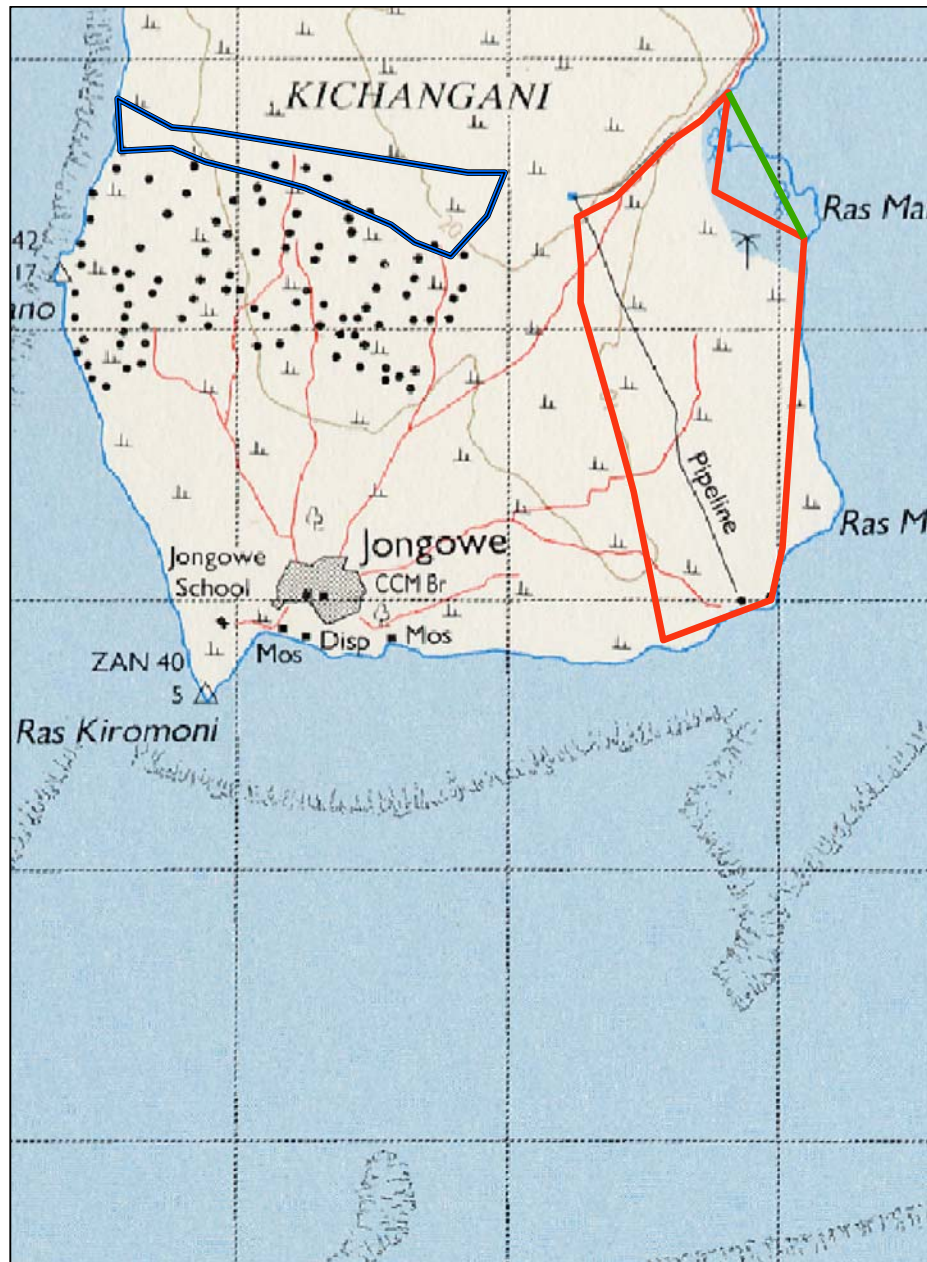 KICHANGANI
20
Ras Ma
42
17
ano
Pipeline
Ras M
Jongowe
Jongowe
School
CCM Br
Disp
Mos
Mos
ZAN 40
5
Ras Kiromoni